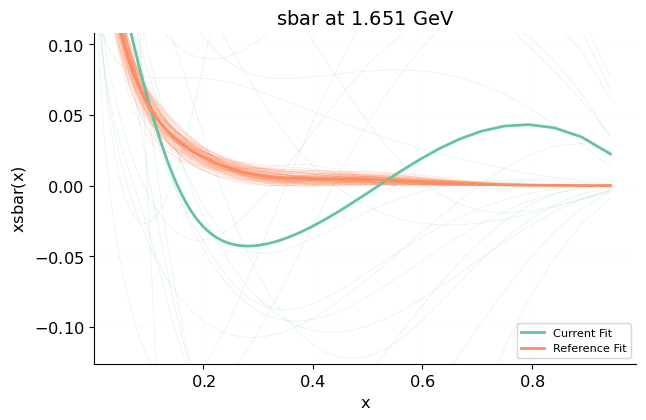 sbar at 1.651 GeV
xsbar(x)
0.10
0.05
0.00
−0.05
−0.10
0.2
0.4
0.6
0.8
x
Current Fit
Reference Fit